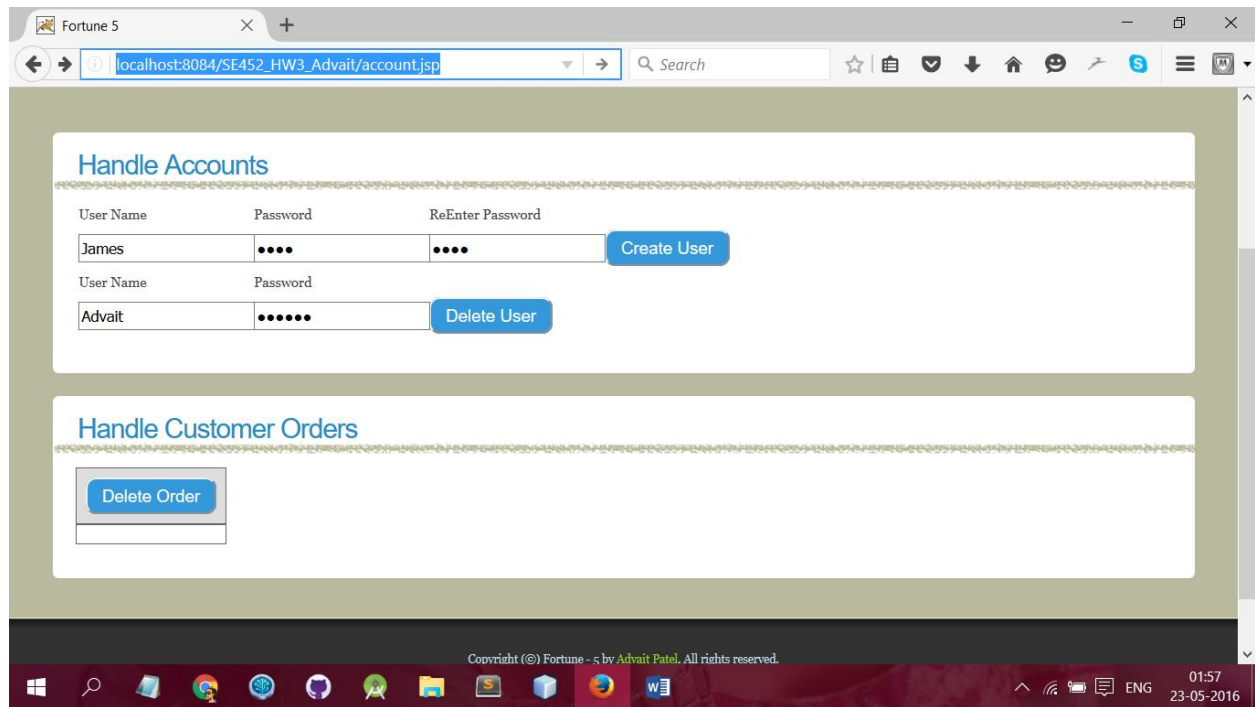 Fortune 5
localhost:8084/SE452_HW3_Advait/account.jsp
Search
Handle Accounts
User Name Password ReEnter Password
James •••• •••• Create User
User Name Password
Advait •••••• Delete User
Handle Customer Orders
Delete Order
Copyright (©) Fortune - 5 by Advait Patel. All rights reserved.
ENG
01:57
23-05-2016